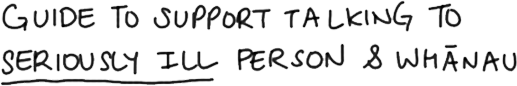 GUIDE TO SUPPORT TALKING TO
SERIOUSLY ILL PERSON & WHĀNAU